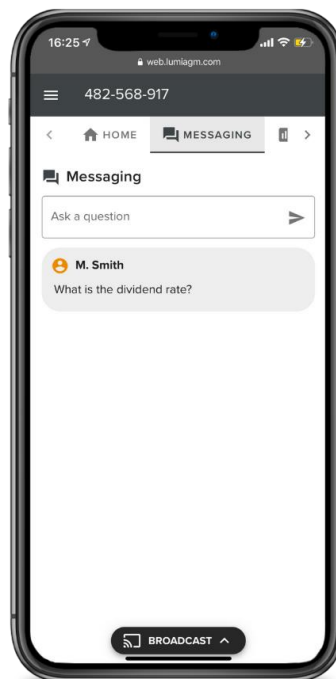 16:25
web.lumiagm.com
482-568-917
HOME MESSAGING
Messaging
Ask a question
M. Smith
What is the dividend rate?
BROADCAST